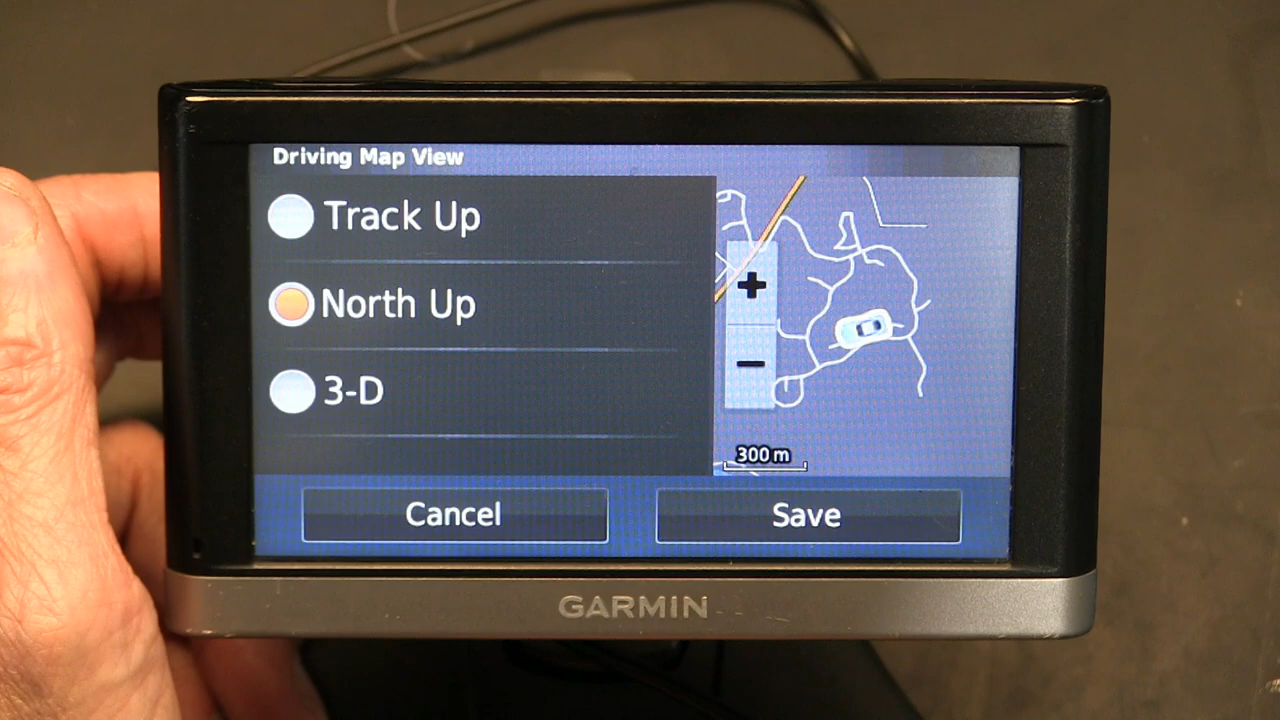 Driving Map View
Track Up
North Up
3-D
+
−
300 m
Cancel
Save
GARMIN